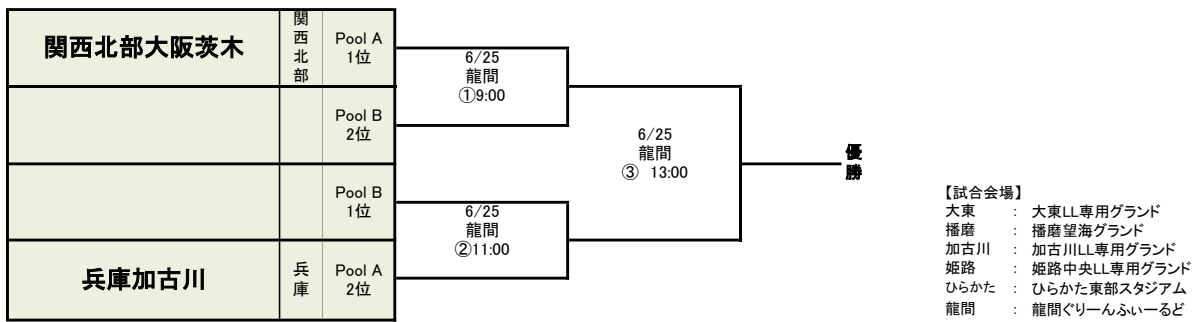 関西北部大阪茨木 関西北部 Pool A
1位
6/25
龍間
①9:00
Pool B
2位
6/25
龍間
③ 13:00
優勝
Pool B
1位
6/25
龍間
②11:00
兵庫加古川 兵庫 Pool A
2位
【試合会場】
大東 : 大東LL専用グランド
播磨 : 播磨望海グランド
加古川 : 加古川LL専用グランド
姫路 : 姫路中央LL専用グランド
ひらかた : ひらかた東部スタジアム
龍間 : 龍間ぐりーんふぃーるど